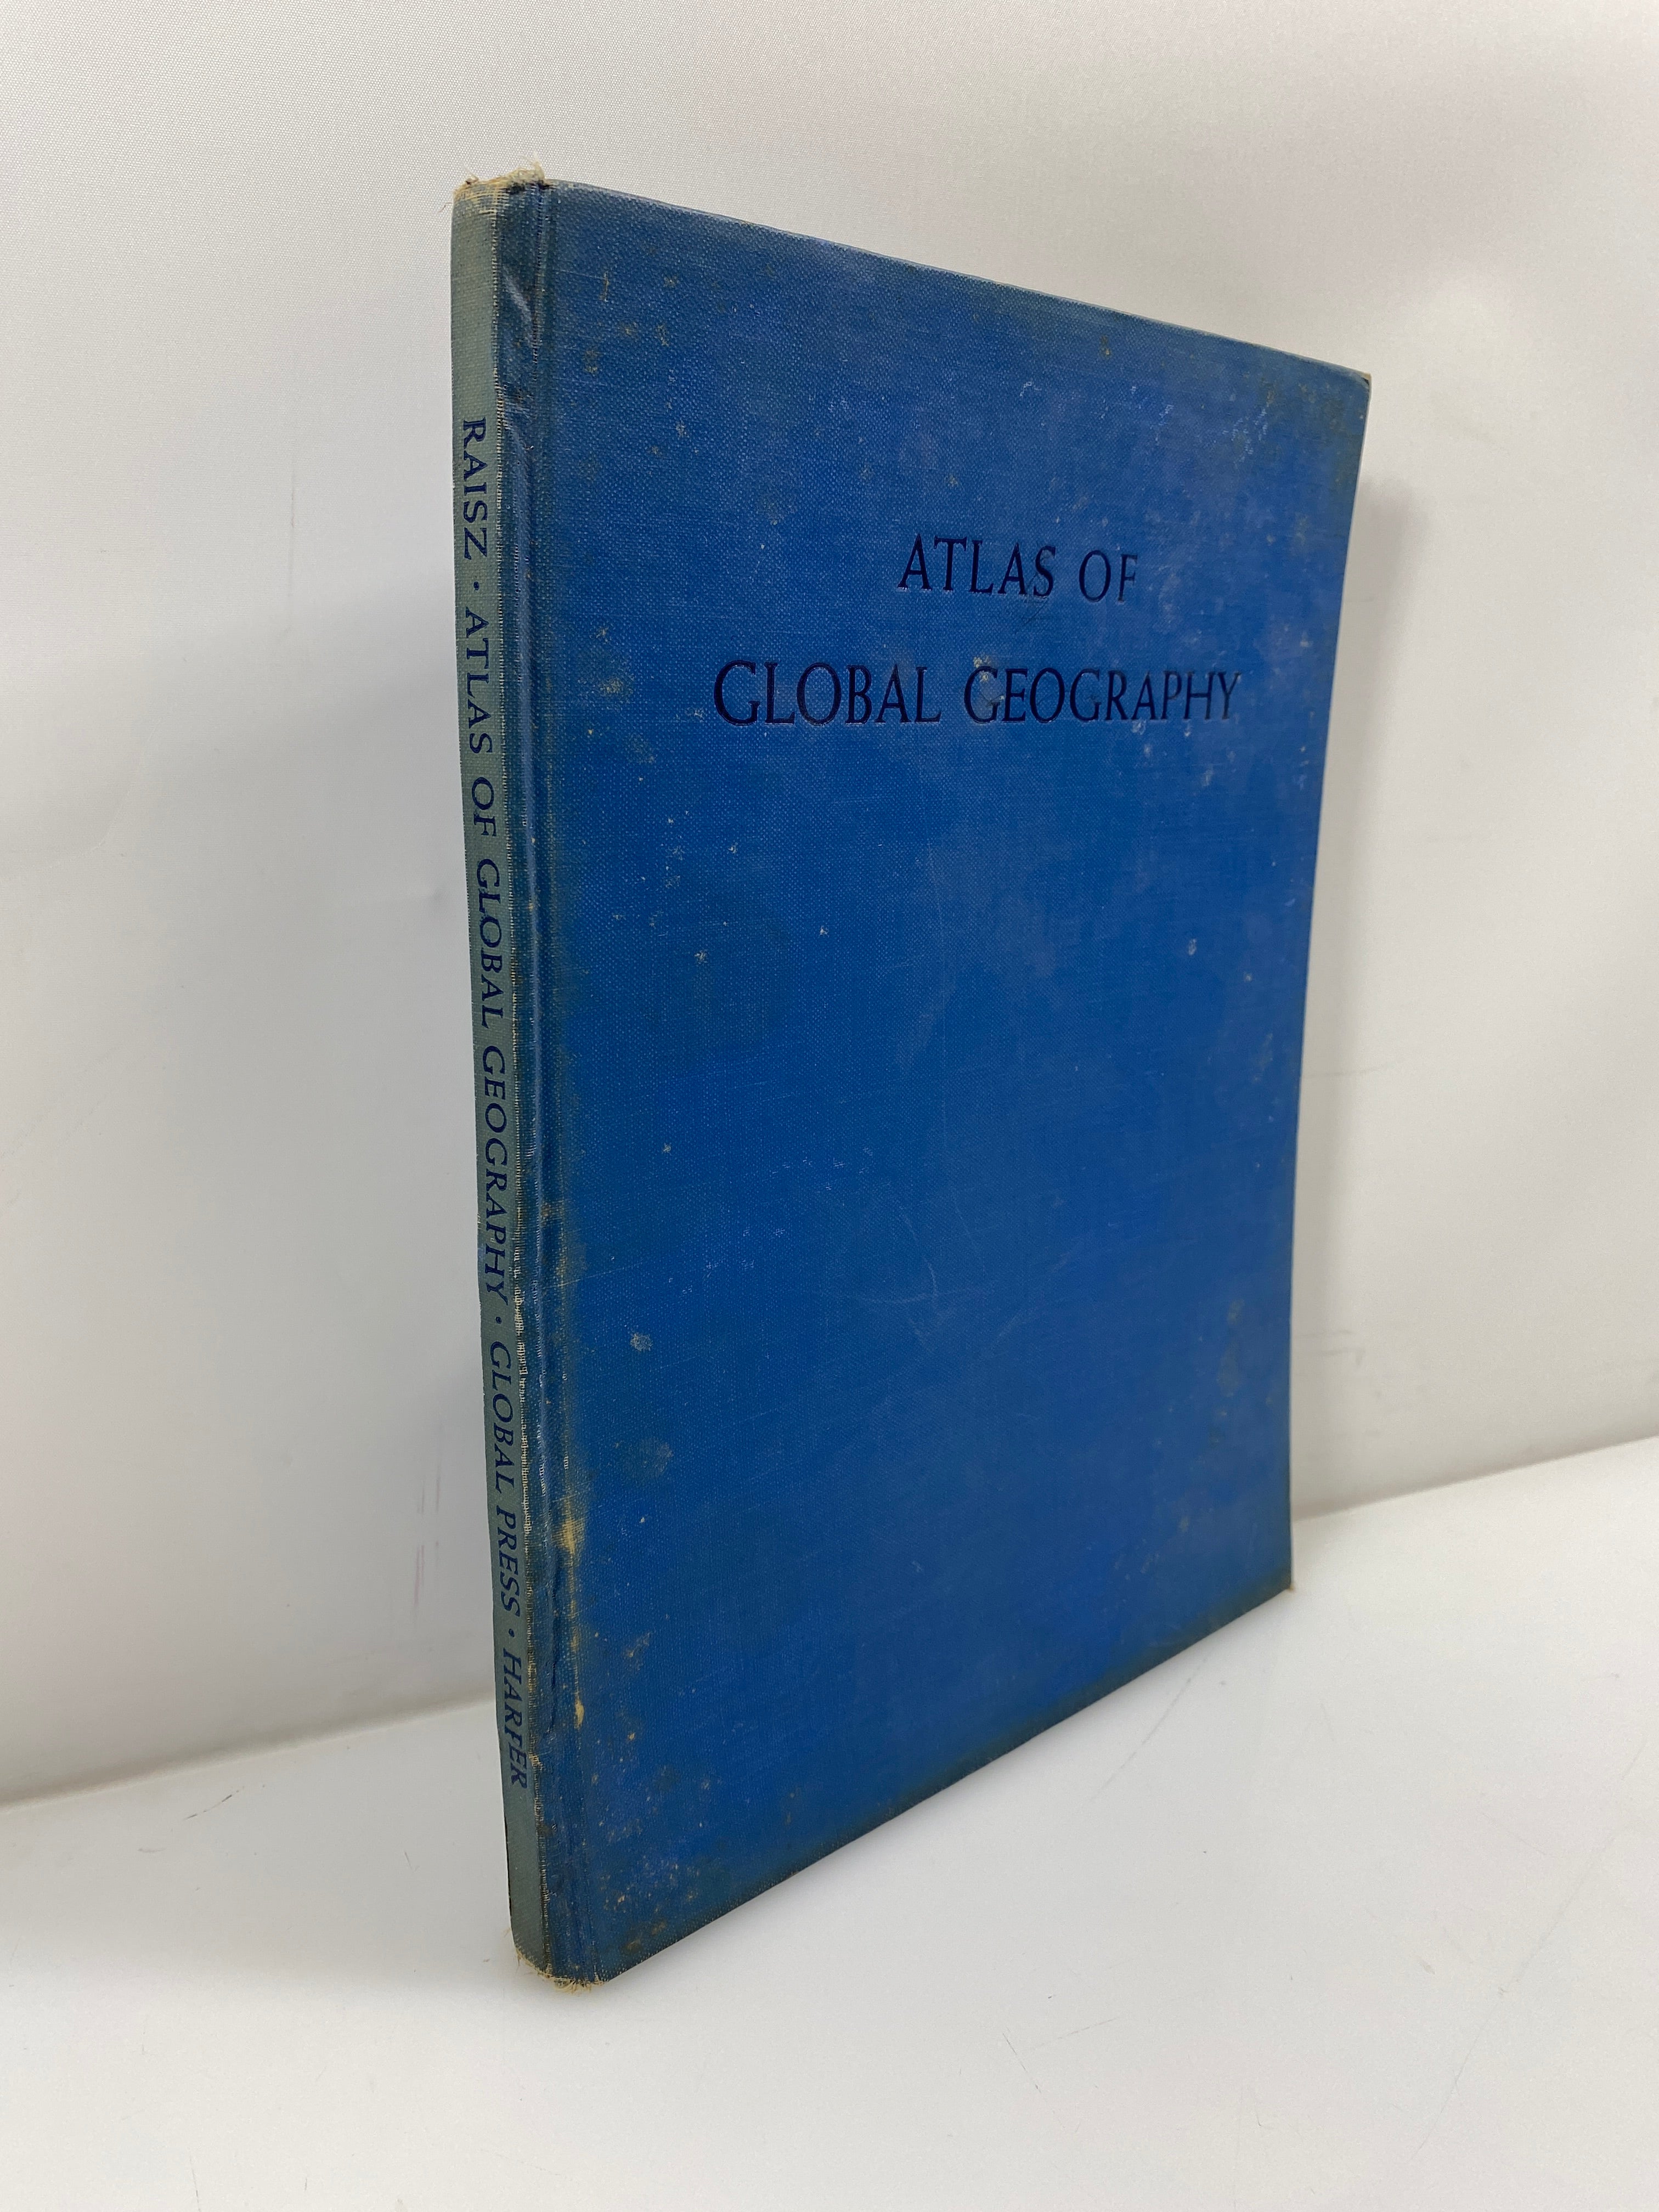 ATLAS OF
GLOBAL GEOGRAPHY
RAISZ · ATLAS OF GLOBAL GEOGRAPHY · GLOBAL PRESS · HARPER